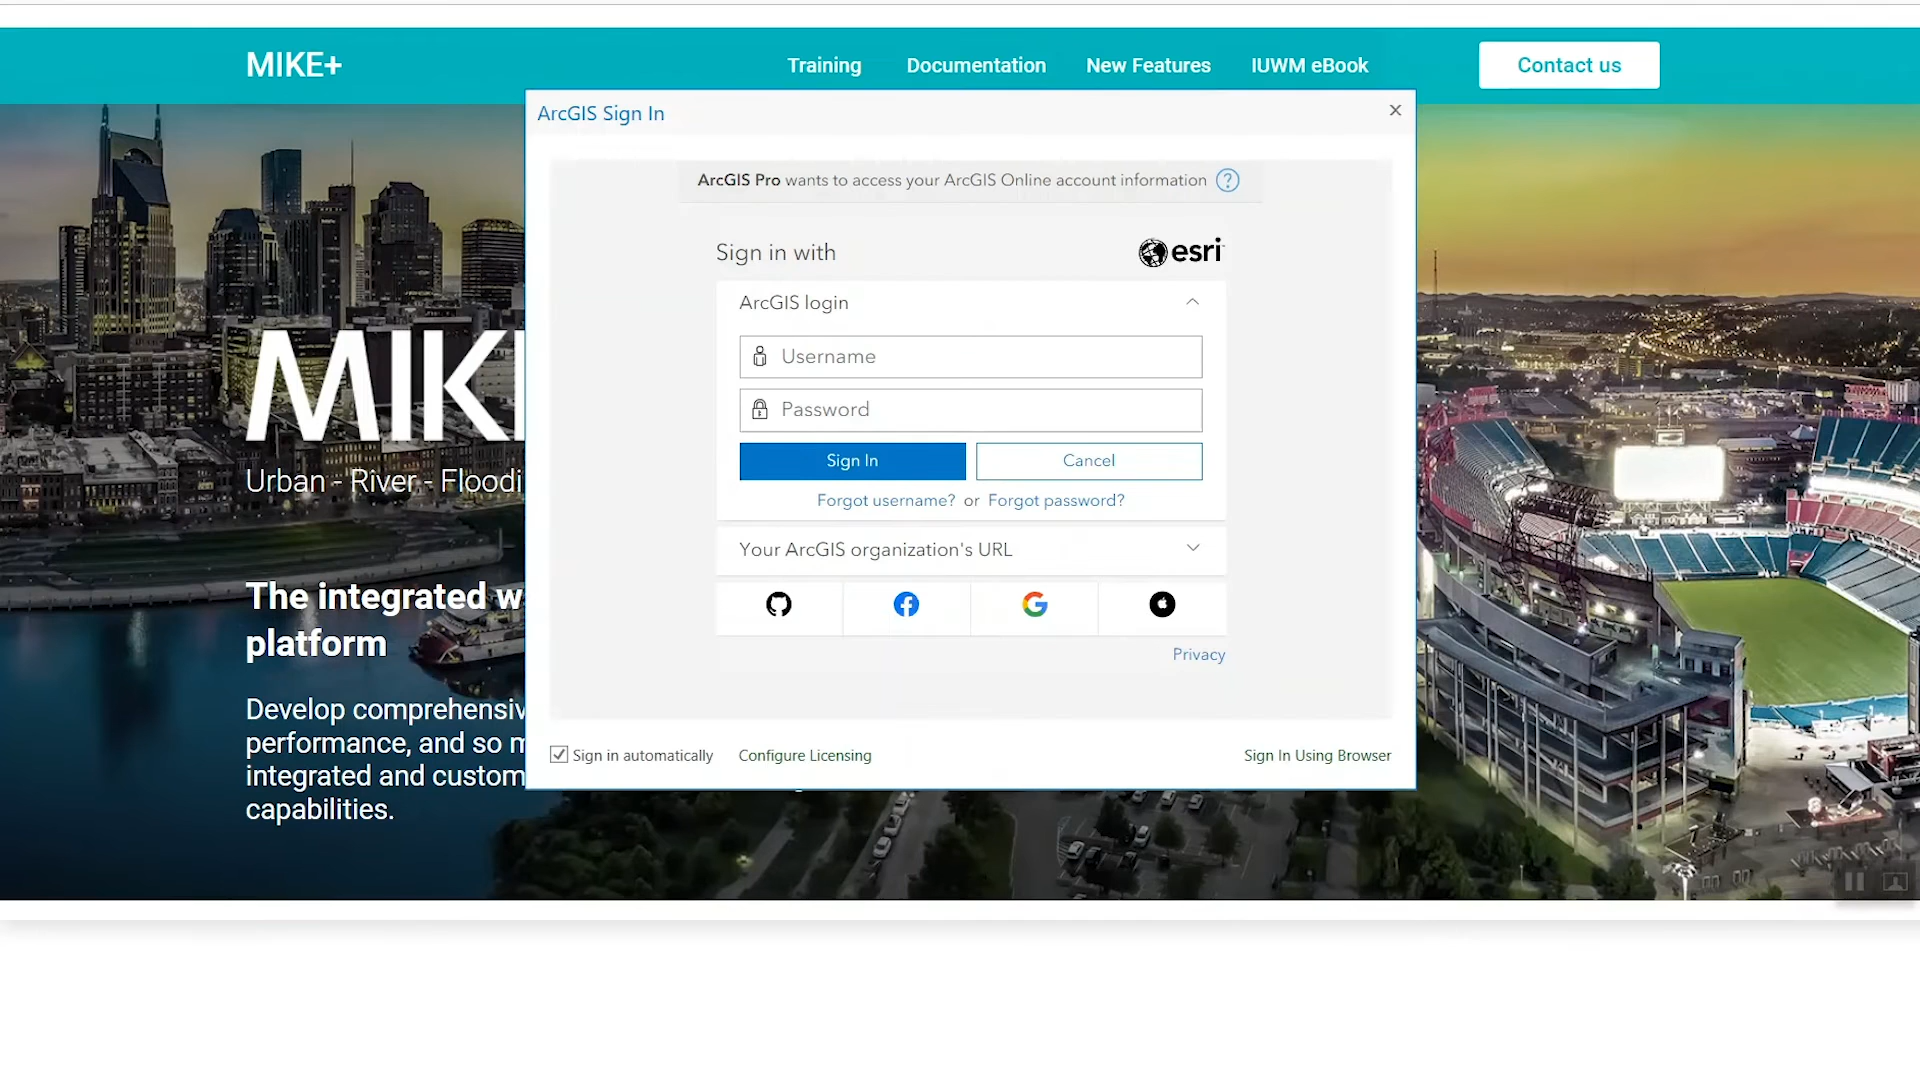 MIKE+
Training
Documentation
New Features
IUWM eBook
Contact us
ArcGIS Sign In
ArcGIS Pro wants to access your ArcGIS Online account information ?
Sign in with
esri
ArcGIS login
Username
Password
Sign In
Cancel
Forgot username? or Forgot password?
Your ArcGIS organization's URL
Privacy
Sign in automatically
Configure Licensing
Sign In Using Browser
MIK
Urban - River - Floodi
The integrated w
platform
Develop comprehensiv
performance, and so m
integrated and custom
capabilities.